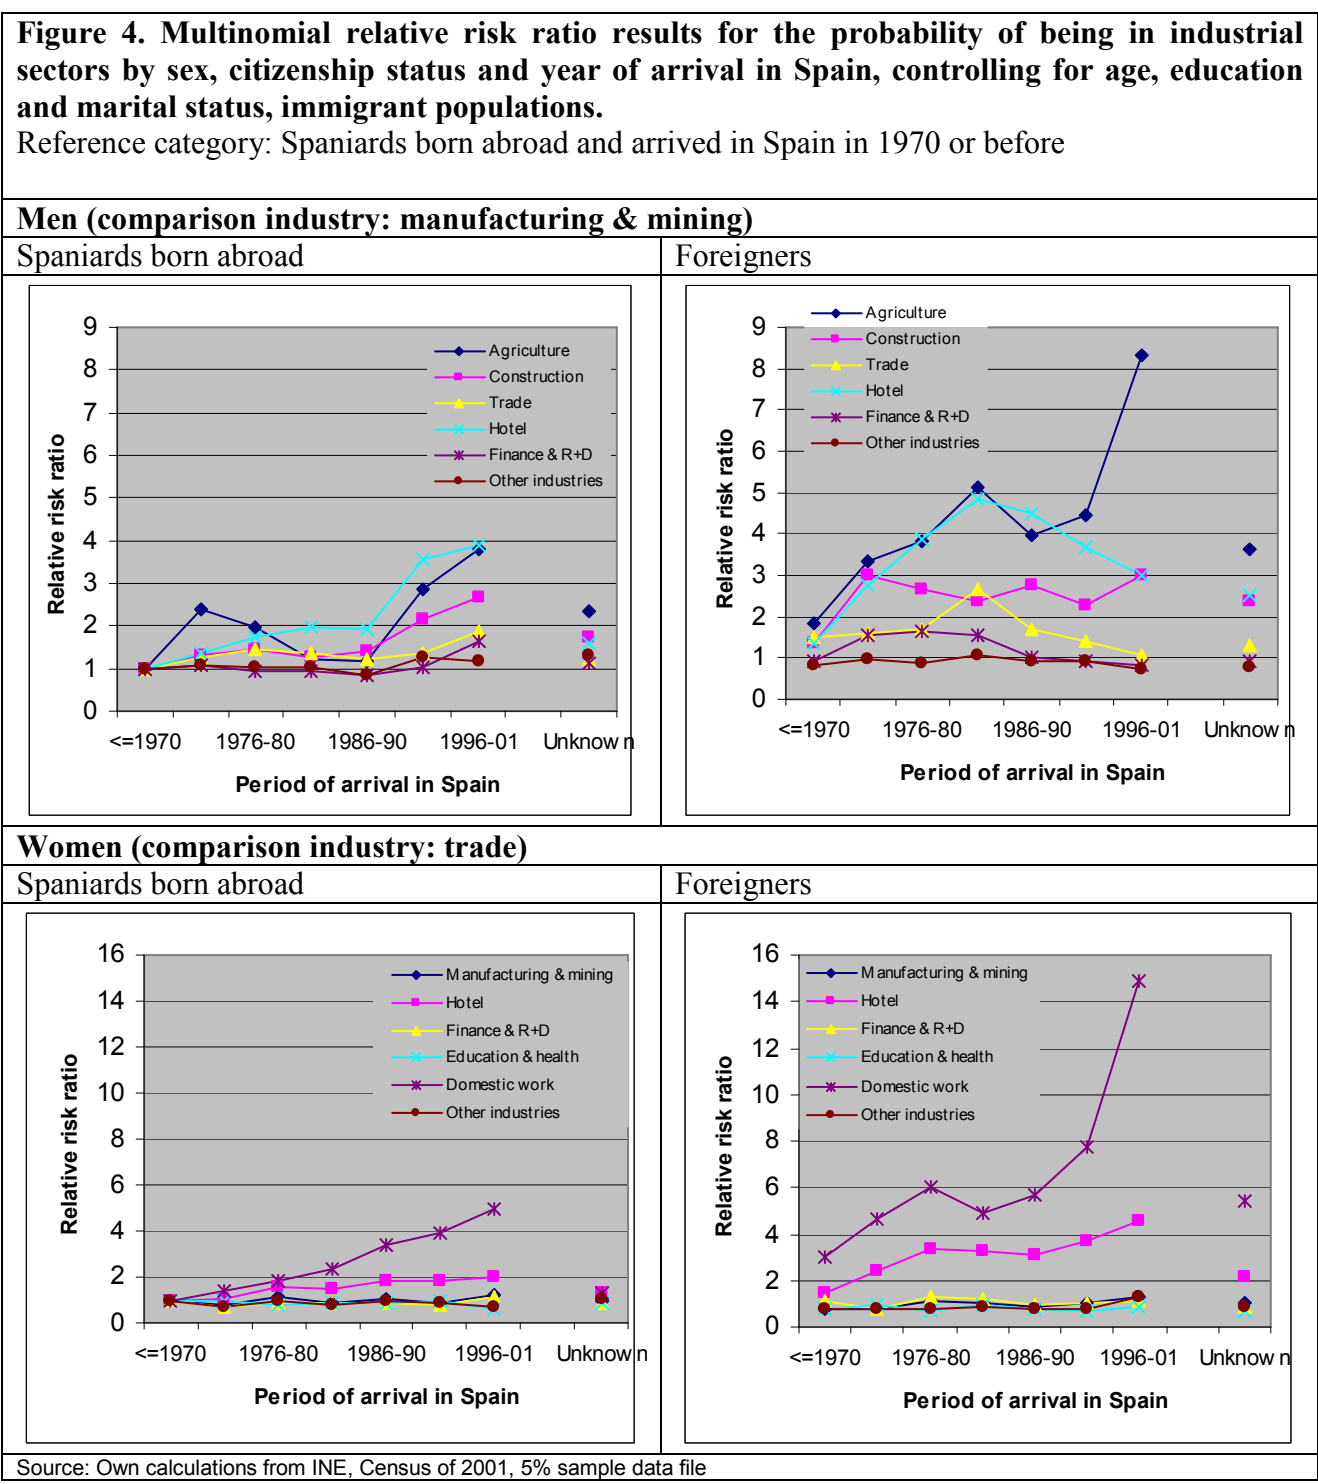 Figure 4. Multinomial relative risk ratio results for the probability of being in industrial
sectors by sex, citizenship status and year of arrival in Spain, controlling for age, education
and marital status, immigrant populations.
Reference category: Spaniards born abroad and arrived in Spain in 1970 or before
Men (comparison industry: manufacturing & mining)
Spaniards born abroad
Foreigners
9
8
7
6
5
4
3
2
1
0
Relative risk ratio
Agriculture
Construction
Trade
Hotel
Finance & R+D
Other industries
<=1970 1976-80 1986-90 1996-01 Unknown
Period of arrival in Spain
9
8
7
6
5
4
3
2
1
0
Relative risk ratio
Agriculture
Construction
Trade
Hotel
Finance & R+D
Other industries
<=1970 1976-80 1986-90 1996-01 Unknown
Period of arrival in Spain
Women (comparison industry: trade)
Spaniards born abroad
Foreigners
16
14
12
10
8
6
4
2
0
Relative risk ratio
Manufacturing & mining
Hotel
Finance & R+D
Education & health
Domestic work
Other industries
<=1970 1976-80 1986-90 1996-01 Unknown
Period of arrival in Spain
16
14
12
10
8
6
4
2
0
Relative risk ratio
Manufacturing & mining
Hotel
Finance & R+D
Education & health
Domestic work
Other industries
<=1970 1976-80 1986-90 1996-01 Unknown
Period of arrival in Spain
Source: Own calculations from INE, Census of 2001, 5% sample data file